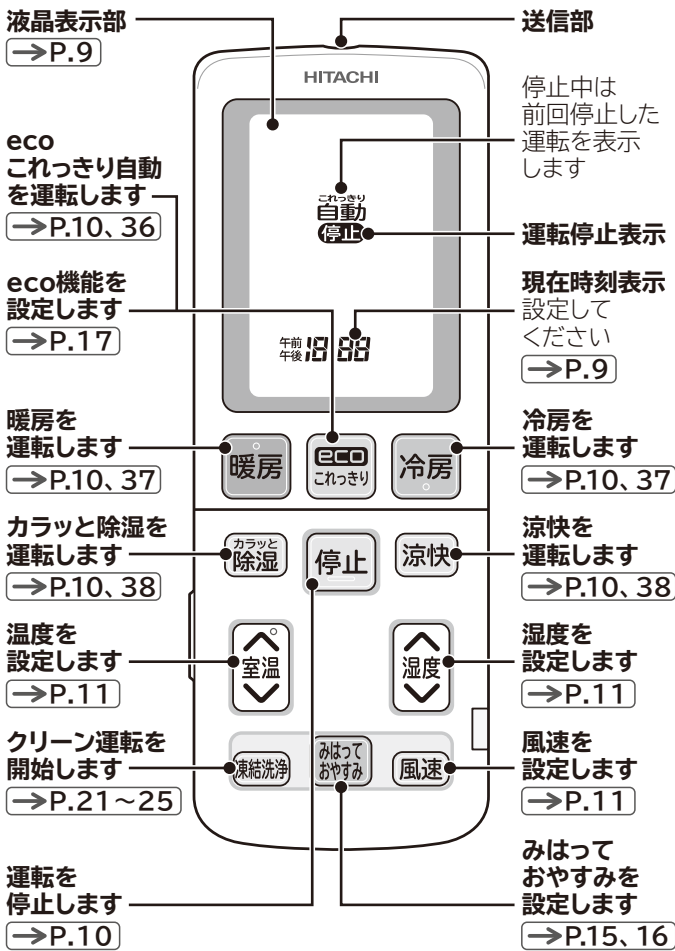 液晶表示部
→P.9
eco
これっきり自動
を運転します
→P.10、36
eco機能を
設定します
→P.17
暖房を
運転します
→P.10、37
カラッと除湿を
運転します
→P.10、38
温度を
設定します
→P.11
クリーン運転を
開始します
→P.21～25
運転を
停止します
→P.10
HITACHI
これっきり
自動
停止
午前
午後
18 88
暖房
eco
これっきり
冷房
カラッと
除湿
停止
涼快
室温
湿度
凍結洗浄
みはって
おやすみ
風速
送信部
停止中は
前回停止した
運転を表示
します
運転停止表示
現在時刻表示
設定して
ください
→P.9
冷房を
運転します
→P.10、37
涼快を
運転します
→P.10、38
湿度を
設定します
→P.11
風速を
設定します
→P.11
みはって
おやすみを
設定します
→P.15、16